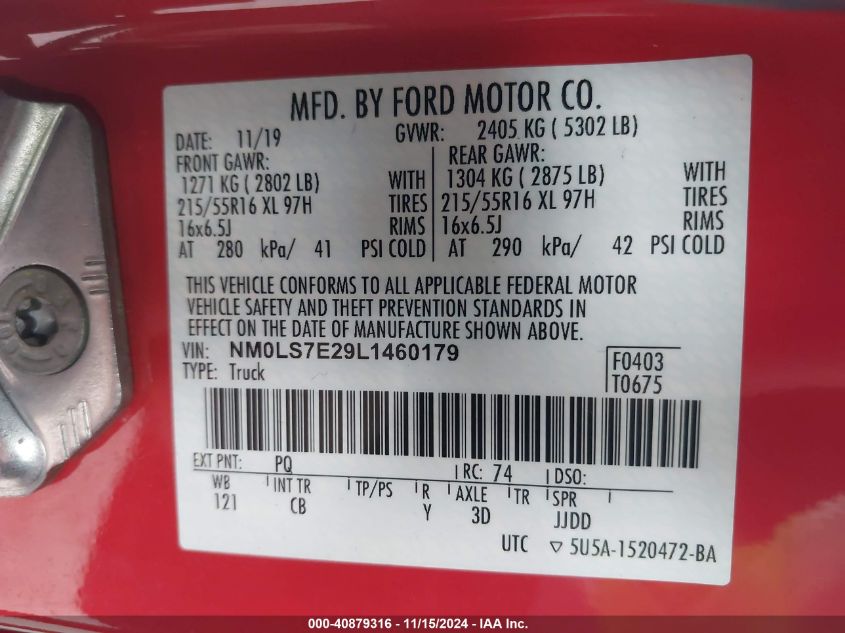 MFD. BY FORD MOTOR CO.
DATE: 11/19 GVWR: 2405 KG ( 5302 LB)
FRONT GAWR: REAR GAWR:
1271 KG ( 2802 LB) WITH 1304 KG ( 2875 LB) WITH
215/55R16 XL 97H TIRES 215/55R16 XL 97H TIRES
16x6.5J RIMS 16x6.5J RIMS
AT 280 kPa/ 41 PSI COLD AT 290 kPa/ 42 PSI COLD
THIS VEHICLE CONFORMS TO ALL APPLICABLE FEDERAL MOTOR
VEHICLE SAFETY AND THEFT PREVENTION STANDARDS IN
EFFECT ON THE DATE OF MANUFACTURE SHOWN ABOVE.
VIN: NM0LS7E29L1460179
TYPE: Truck
F0403
T0675
EXT PNT: PQ RC: 74 DSO:
WB INT TR TP/PS R AXLE TR SPR
121 CB Y 3D JJDD
UTC ▽ 5U5A-1520472-BA
000-40879316 - 11/15/2024 - IAA Inc.